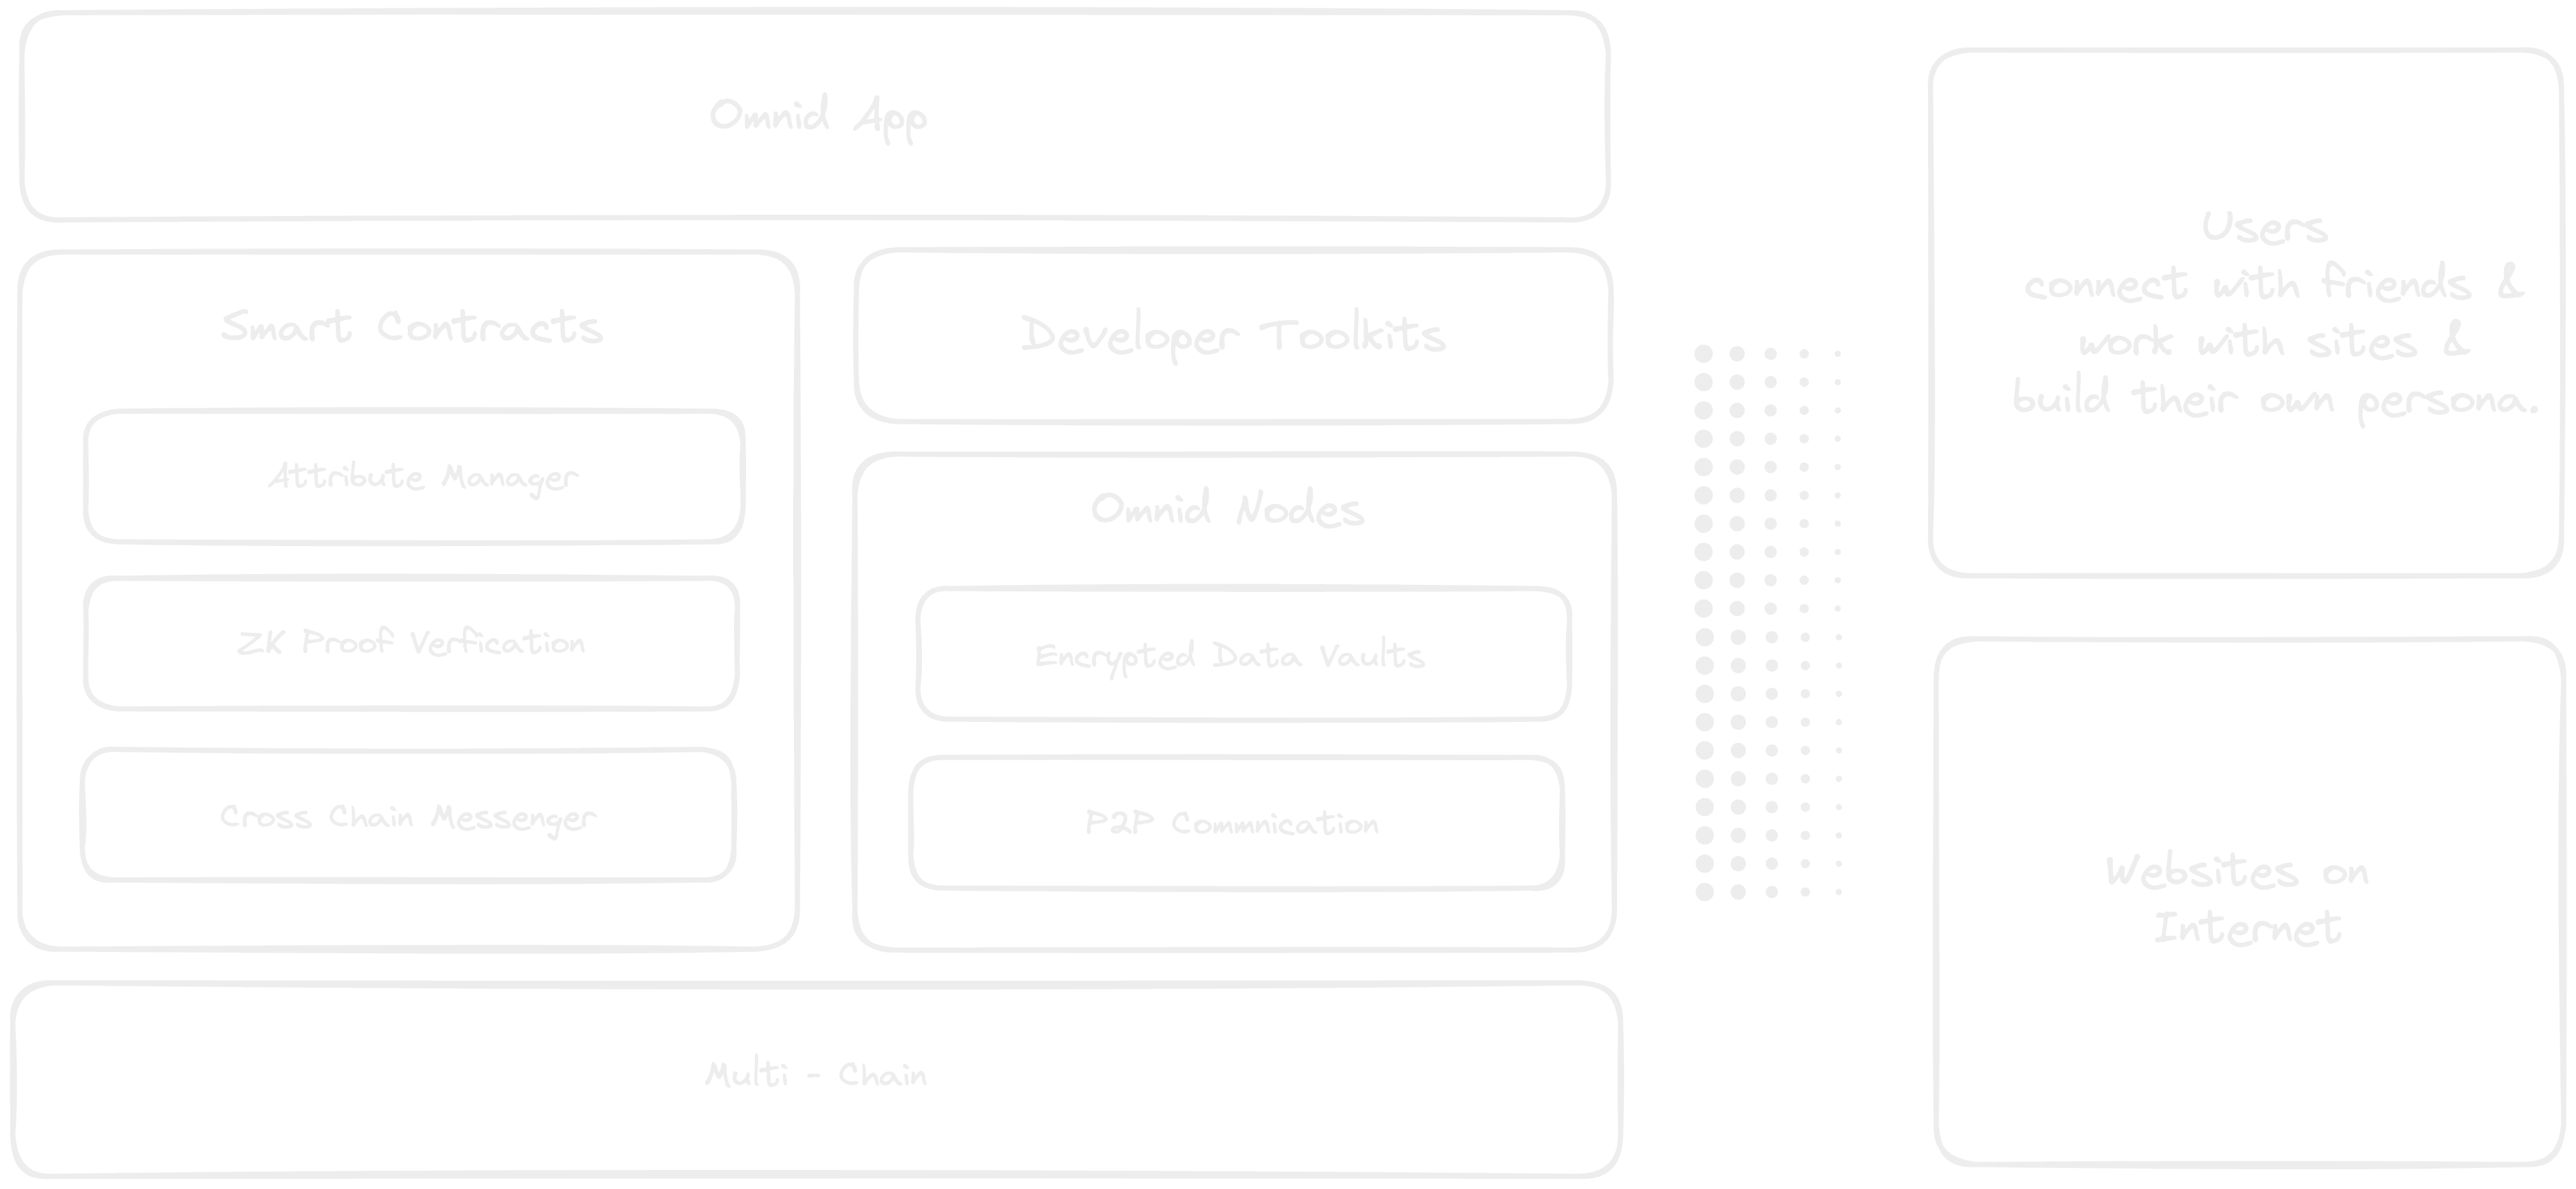 Omnid App
Smart Contracts
Attribute Manager
ZK Proof Verfication
Cross Chain Messenger
Developer Toolkits
Omnid Nodes
Encrypted Data Vaults
P2P Commnication
Multi - Chain
Users
connect with friends &
work with sites &
build their own persona.
Websites on
Internet